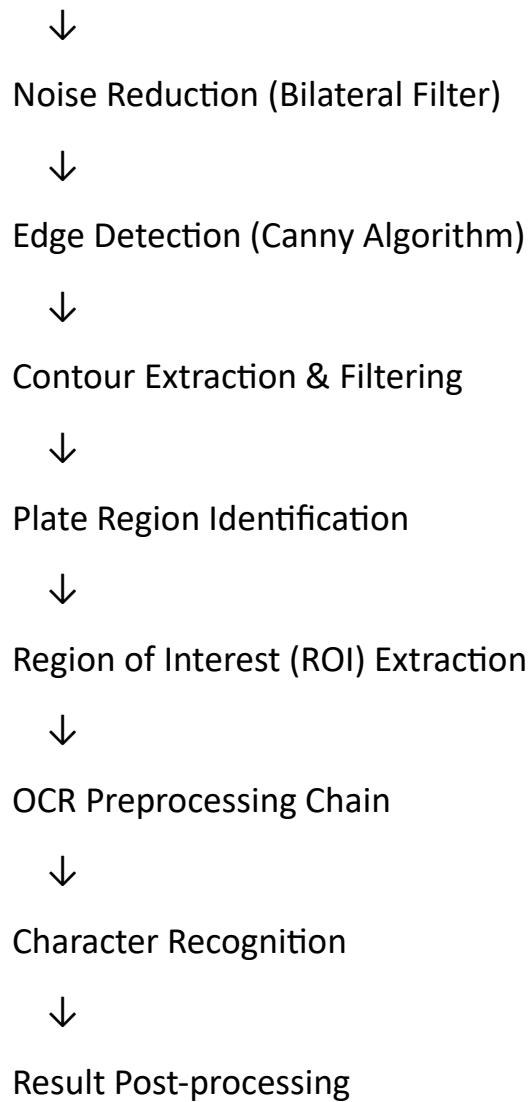 ↓
Noise Reduction (Bilateral Filter)
↓
Edge Detection (Canny Algorithm)
↓
Contour Extraction & Filtering
↓
Plate Region Identification
↓
Region of Interest (ROI) Extraction
↓
OCR Preprocessing Chain
↓
Character Recognition
↓
Result Post-processing